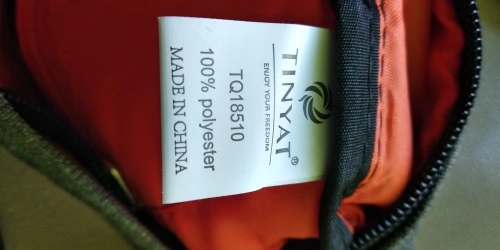 TINYAT®
ENJOY YOUR FREEDOM
TQ18510
100% polyester
MADE IN CHINA